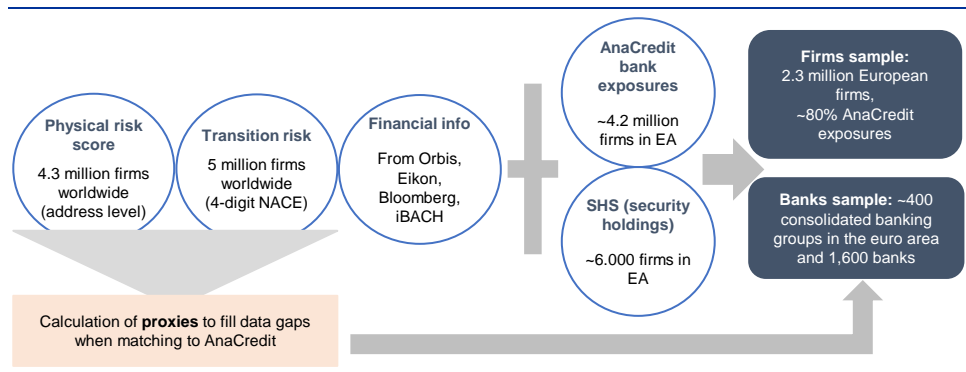 Physical risk
score
4.3 million firms
worldwide
(address level)
Transition risk
5 million firms
worldwide
(4-digit NACE)
Financial info
From Orbis,
Eikon,
Bloomberg,
iBACH
AnaCredit
bank
exposures
~4.2 million
firms in EA
SHS (security
holdings)
~6.000 firms in
EA
Firms sample:
2.3 million European
firms,
~80% AnaCredit
exposures
Banks sample: ~400
consolidated banking
groups in the euro area
and 1,600 banks
Calculation of proxies to fill data gaps
when matching to AnaCredit